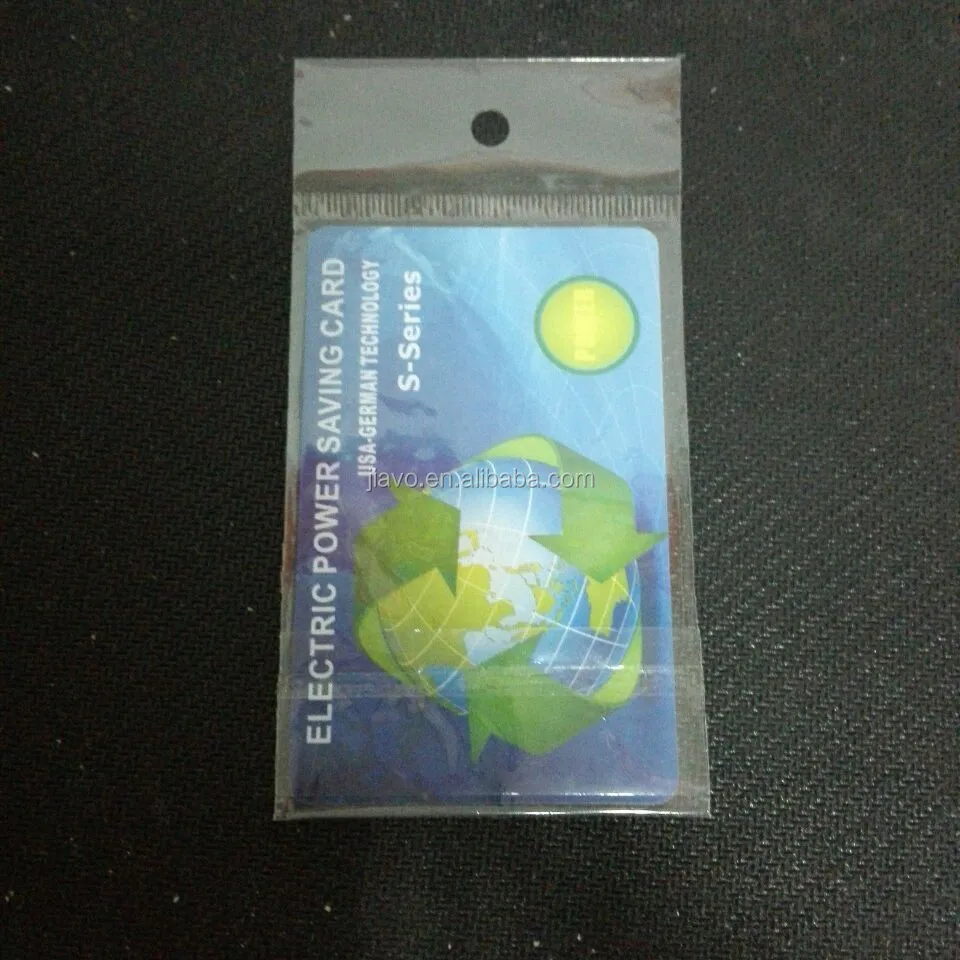 ELECTRIC POWER SAVING CARD
USA-GERMAN TECHNOLOGY
S-Series
POWER
jiavo.en.alibaba.com